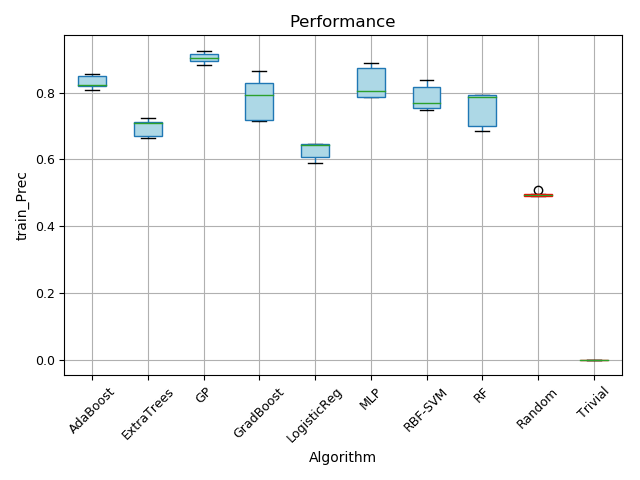 Performance
train_Prec
0.8
0.6
0.4
0.2
0.0
AdaBoost
ExtraTrees
GP
GradBoost
LogisticReg
MLP
RBF-SVM
RF
Random
Trivial
Algorithm